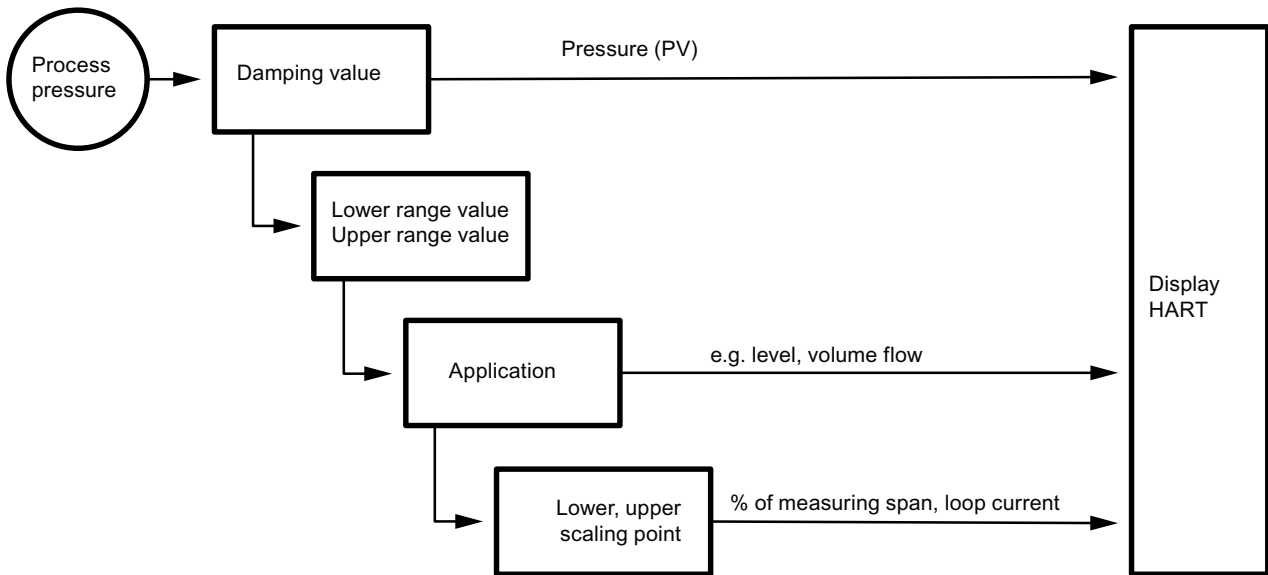 Process
pressure
Damping value
Pressure (PV)
Lower range value
Upper range value
Display
HART
Application
e.g. level, volume flow
Lower, upper
scaling point
% of measuring span, loop current